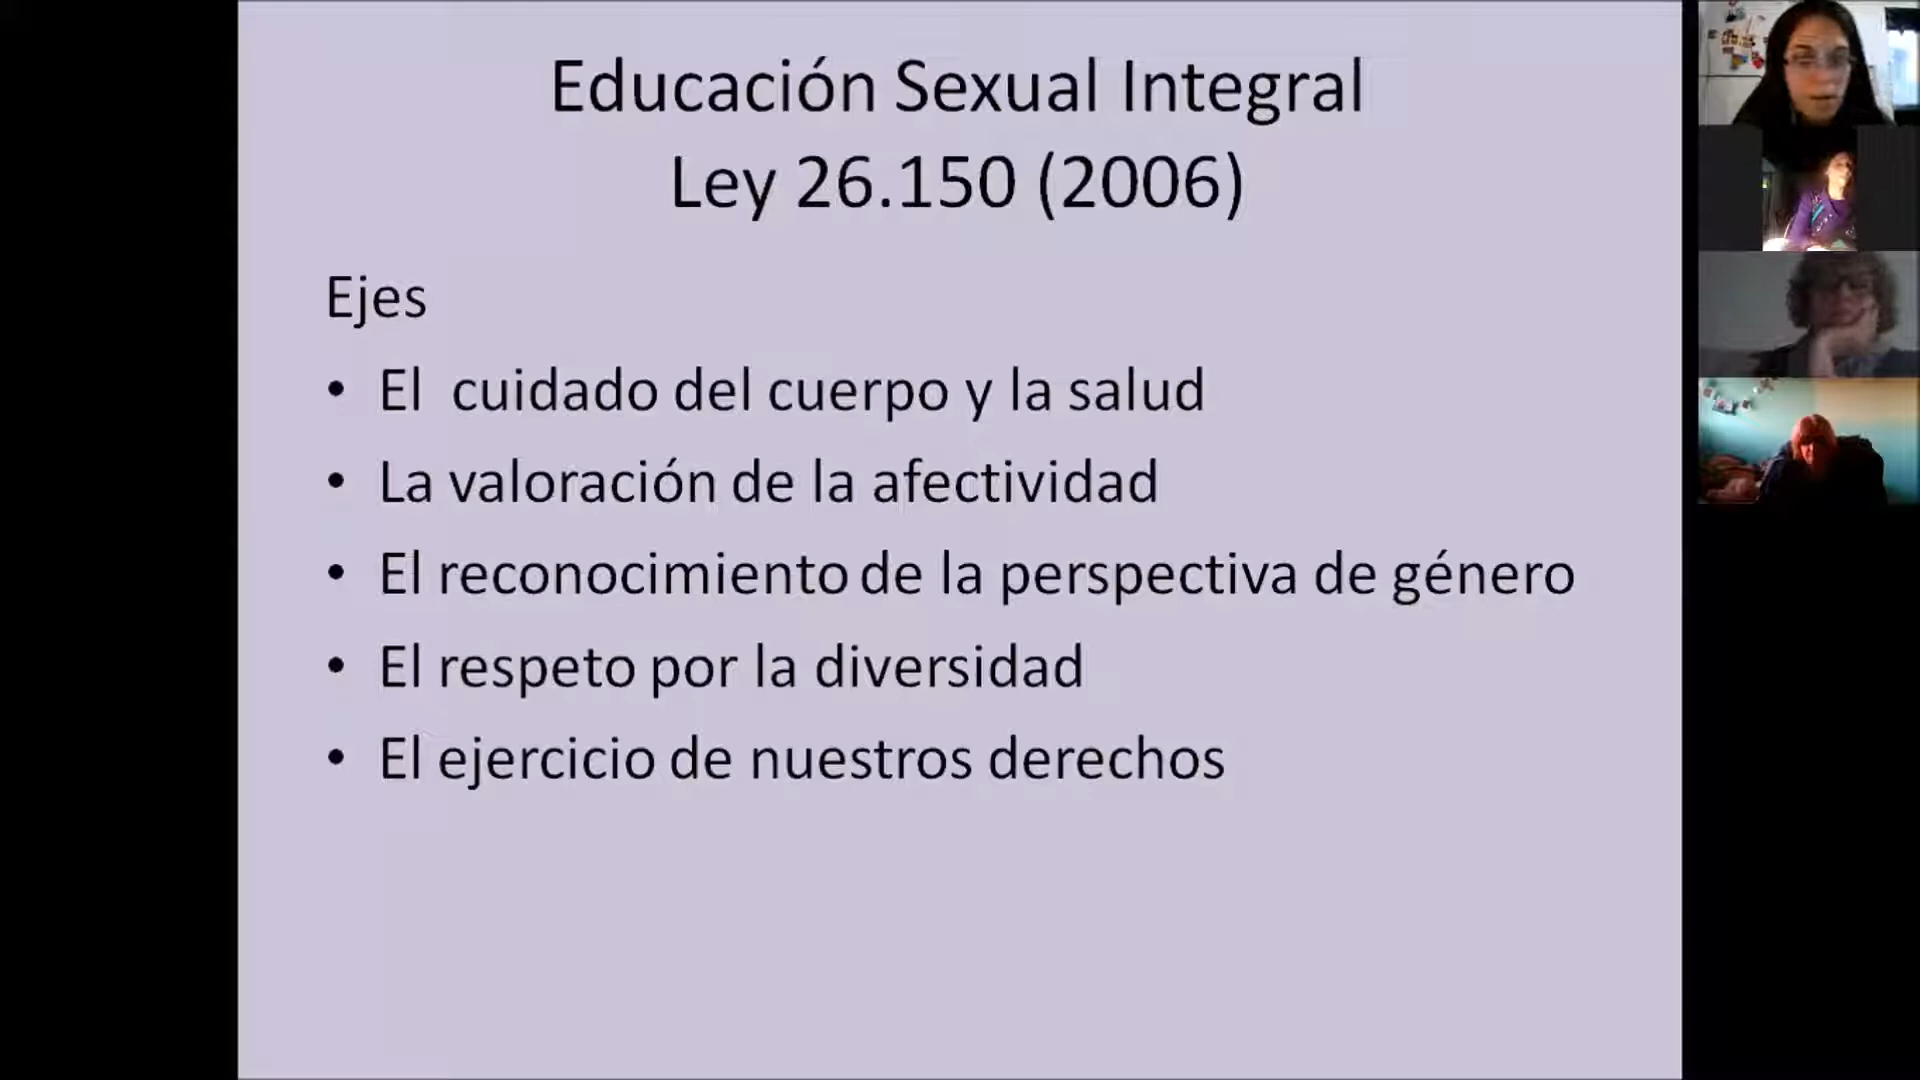 Educación Sexual Integral
Ley 26.150 (2006)
Ejes
• El cuidado del cuerpo y la salud
• La valoración de la afectividad
• El reconocimiento de la perspectiva de género
• El respeto por la diversidad
• El ejercicio de nuestros derechos